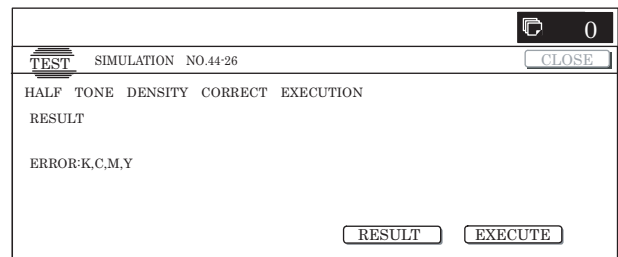 0
TEST SIMULATION NO.44-26 CLOSE
HALF TONE DENSITY CORRECT EXECUTION
RESULT
ERROR:K,C,M,Y
RESULT EXECUTE